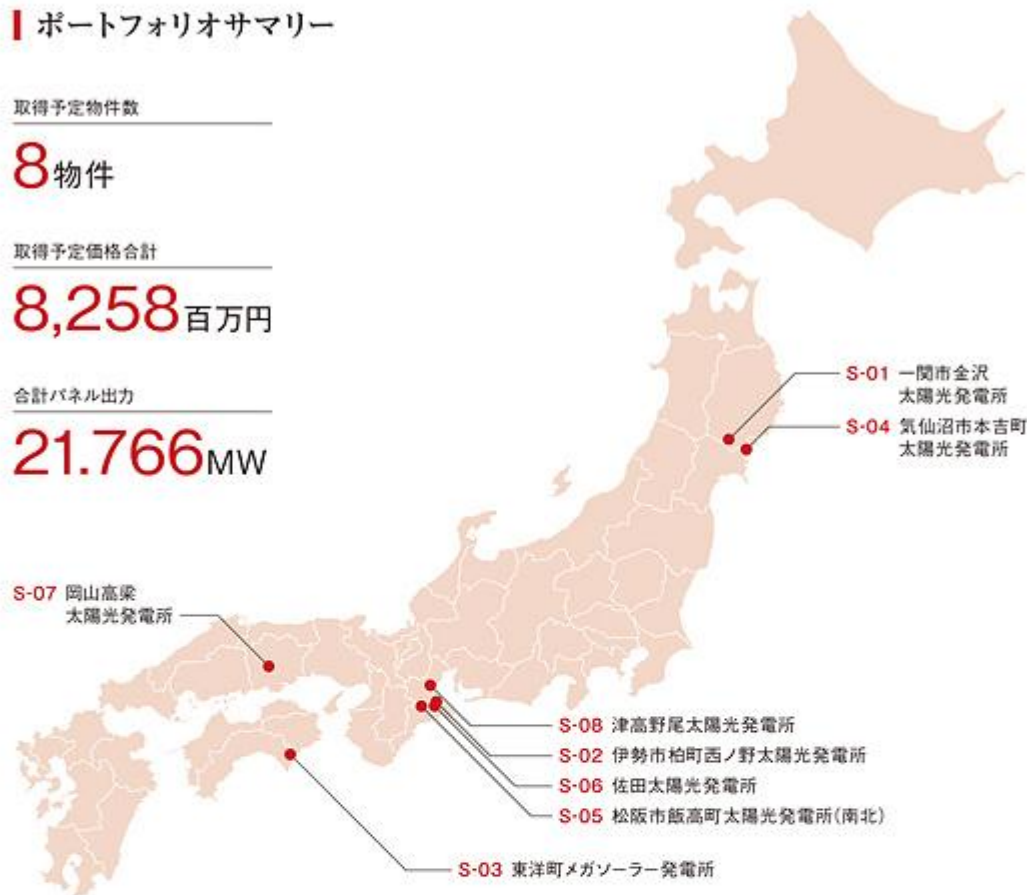 ポートフォリオサマリー
取得予定物件数
8物件
取得予定価格合計
8,258百万円
合計パネル出力
21.766MW
S-01 一関市金沢
太陽光発電所
S-04 気仙沼市本吉町
太陽光発電所
S-07 岡山高梁
太陽光発電所
S-08 津高野尾太陽光発電所
S-02 伊勢市柏町西ノ野太陽光発電所
S-06 佐田太陽光発電所
S-05 松阪市飯高町太陽光発電所(南北)
S-03 東洋町メガソーラー発電所